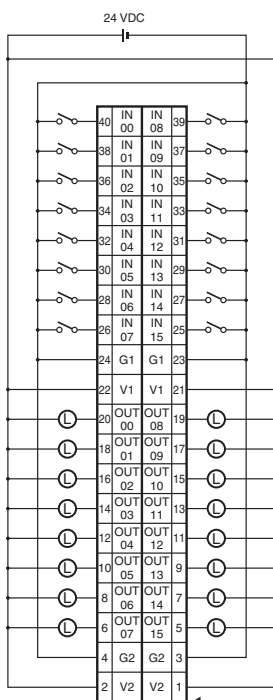 24 VDC
40 IN 00 IN 08 39
38 IN 01 IN 09 37
36 IN 02 IN 10 35
34 IN 03 IN 11 33
32 IN 04 IN 12 31
30 IN 05 IN 13 29
28 IN 06 IN 14 27
26 IN 07 IN 15 25
24 G1 G1 23
22 V1 V1 21
L 20 OUT 00 OUT 08 19 L
L 18 OUT 01 OUT 09 17 L
L 16 OUT 02 OUT 10 15 L
L 14 OUT 03 OUT 11 13 L
L 12 OUT 04 OUT 12 11 L
L 10 OUT 05 OUT 13 9 L
L 8 OUT 06 OUT 14 7 L
L 6 OUT 07 OUT 15 5 L
4 G2 G2 3
2 V2 V2 1